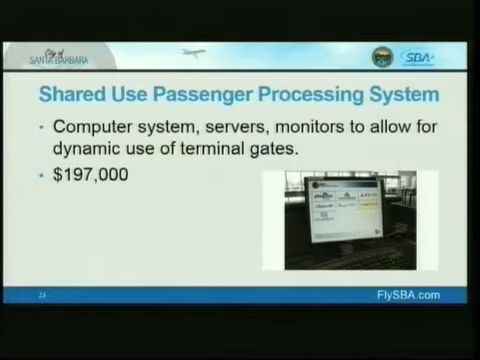 City of
SANTA BARBARA
SBA
Shared Use Passenger Processing System
- Computer system, servers, monitors to allow for
dynamic use of terminal gates.
- $197,000
23
FlySBA.com